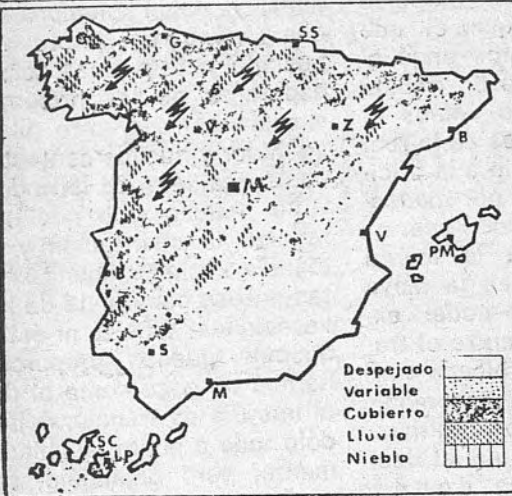 G
SS
V
Z
B
M
V
PM
B
S
M
SC
LP
Despejado
Variable
Cubierto
Lluvia
Niebla